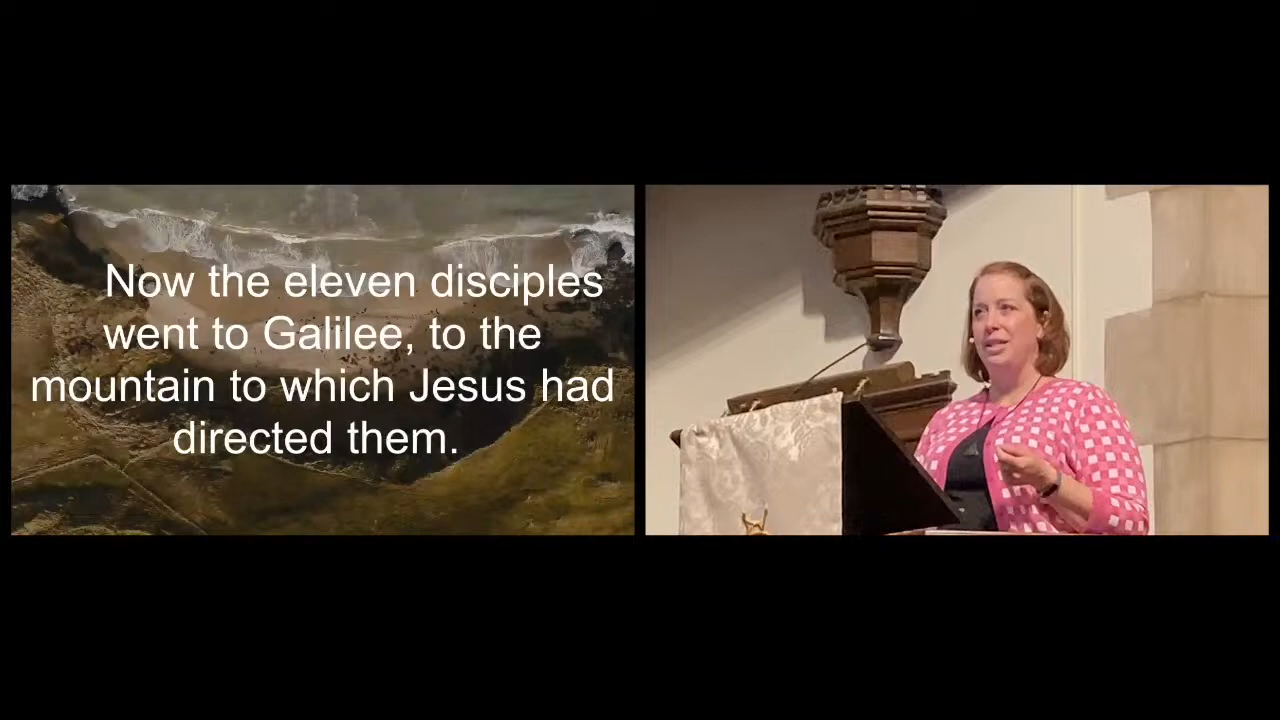 Now the eleven disciples
went to Galilee, to the
mountain to which Jesus had
directed them.